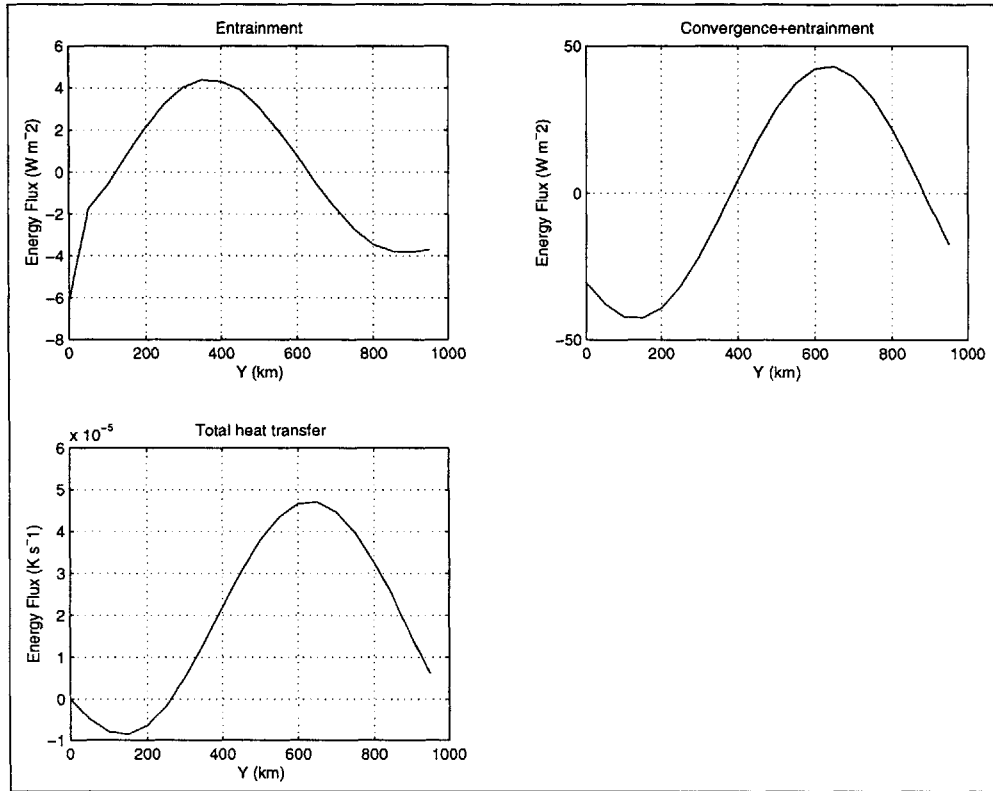 Entrainment
6
4
2
0
−2
−4
−6
−8
0 200 400 600 800 1000
Y (km)
Energy Flux (W m⁻2)
Convergence+entrainment
50
0
−50
0 200 400 600 800 1000
Y (km)
Energy Flux (W m⁻2)
x 10⁻⁵
Total heat transfer
6
5
4
3
2
1
0
−1
0 200 400 600 800 1000
Y (km)
Energy Flux (K s⁻1)